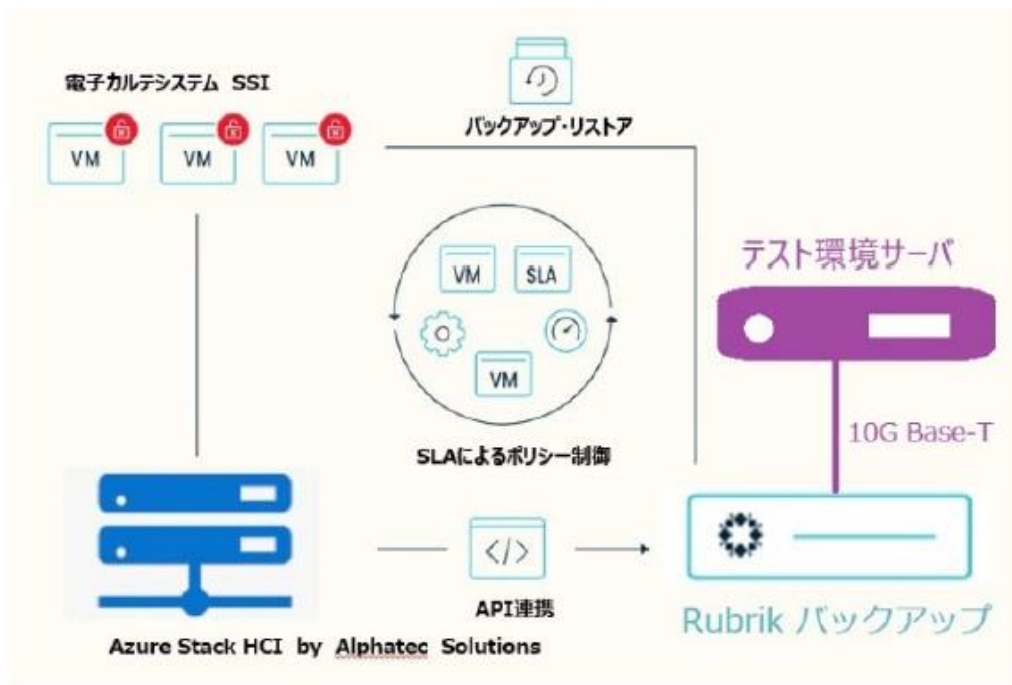 電子カルテシステム SSI
VM
VM
VM
バックアップ・リストア
VM
SLA
VM
SLAによるポリシー制御
テスト環境サーバ
10G Base-T
</>
API連携
Rubrik バックアップ
Azure Stack HCI by Alphatec Solutions